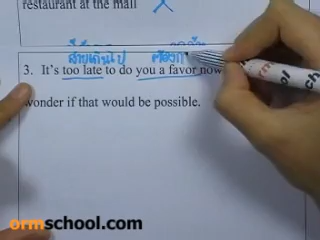 restaurant at the mall
สายเกินไป
3. It's too late to do you a favor now
wonder if that would be possible.
ormschool.com